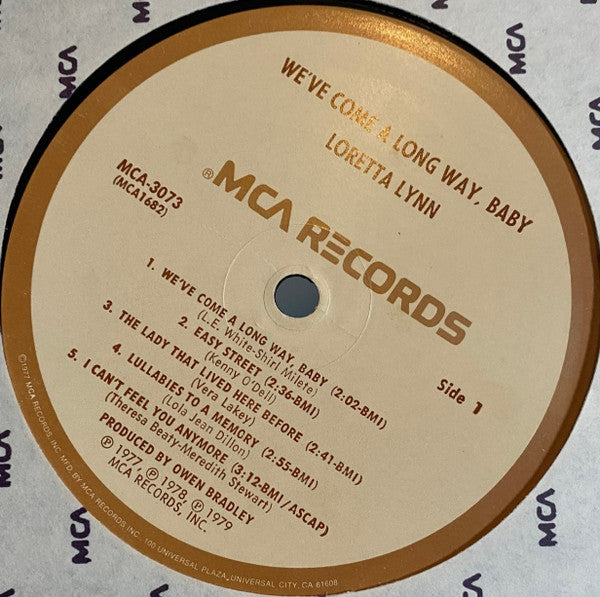 WE'VE COME A LONG WAY, BABY
LORETTA LYNN
MCA RECORDS®
MCA-3073
(MCA1682)
Side 1
1. WE'VE COME A LONG WAY, BABY (2:02-BMI)
(L.E. White-Shirl Milete)
2. EASY STREET (2:36-BMI)
(Kenny O'Dell)
3. THE LADY THAT LIVED HERE BEFORE (2:41-BMI)
(Vera Lakey)
4. LULLABIES TO A MEMORY (2:55-BMI)
(Lola Jean Dillon)
5. I CAN'T FEEL YOU ANYMORE (3:12-BMI/ASCAP)
(Theresa Beaty-Meredith Stewart)
PRODUCED BY OWEN BRADLEY
℗ 1977, ℗ 1978, ℗ 1979
MCA RECORDS, INC.
©1977 MCA RECORDS, INC. MFD. BY MCA RECORDS INC. 100 UNIVERSAL PLAZA, UNIVERSAL CITY, CA 61608
MCA
MCA
MCA
MCA
MCA
MCA